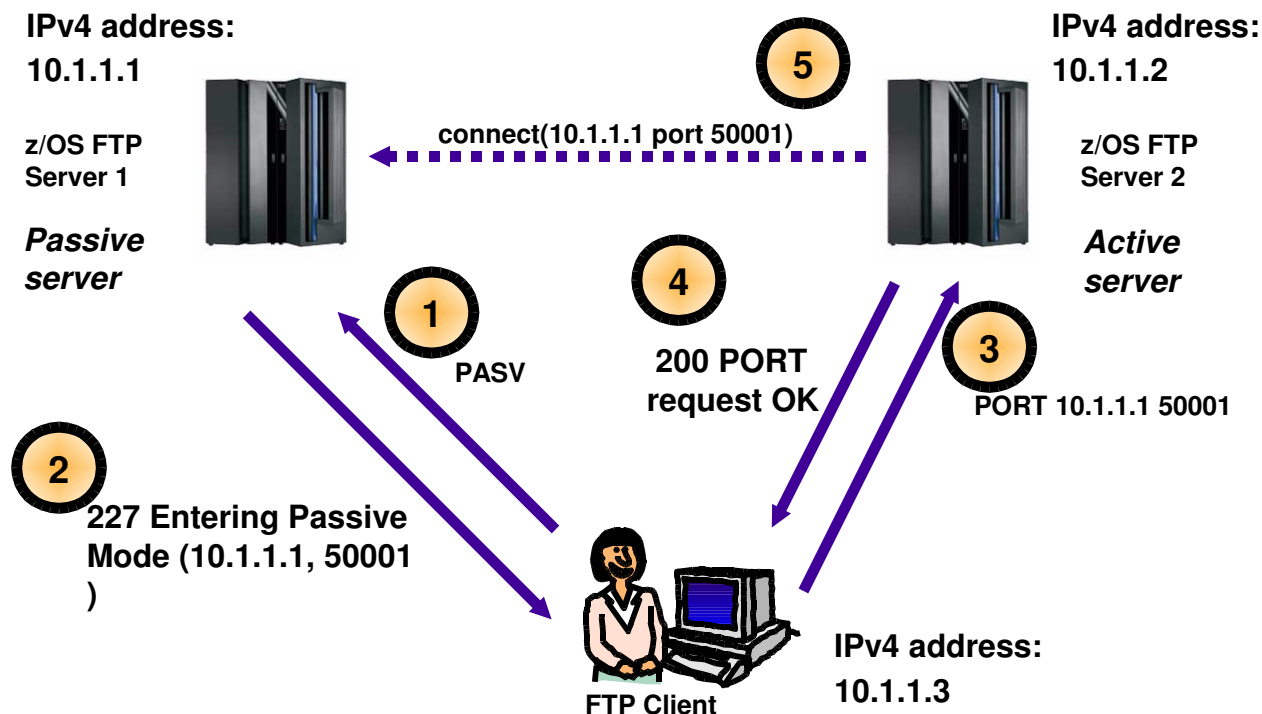 IPv4 address:
10.1.1.1
z/OS FTP
Server 1
Passive
server
5
connect(10.1.1.1 port 50001)
IPv4 address:
10.1.1.2
z/OS FTP
Server 2
Active
server
1
PASV
4
200 PORT
request OK
3
PORT 10.1.1.1 50001
2
227 Entering Passive
Mode (10.1.1.1, 50001
)
FTP Client
IPv4 address:
10.1.1.3